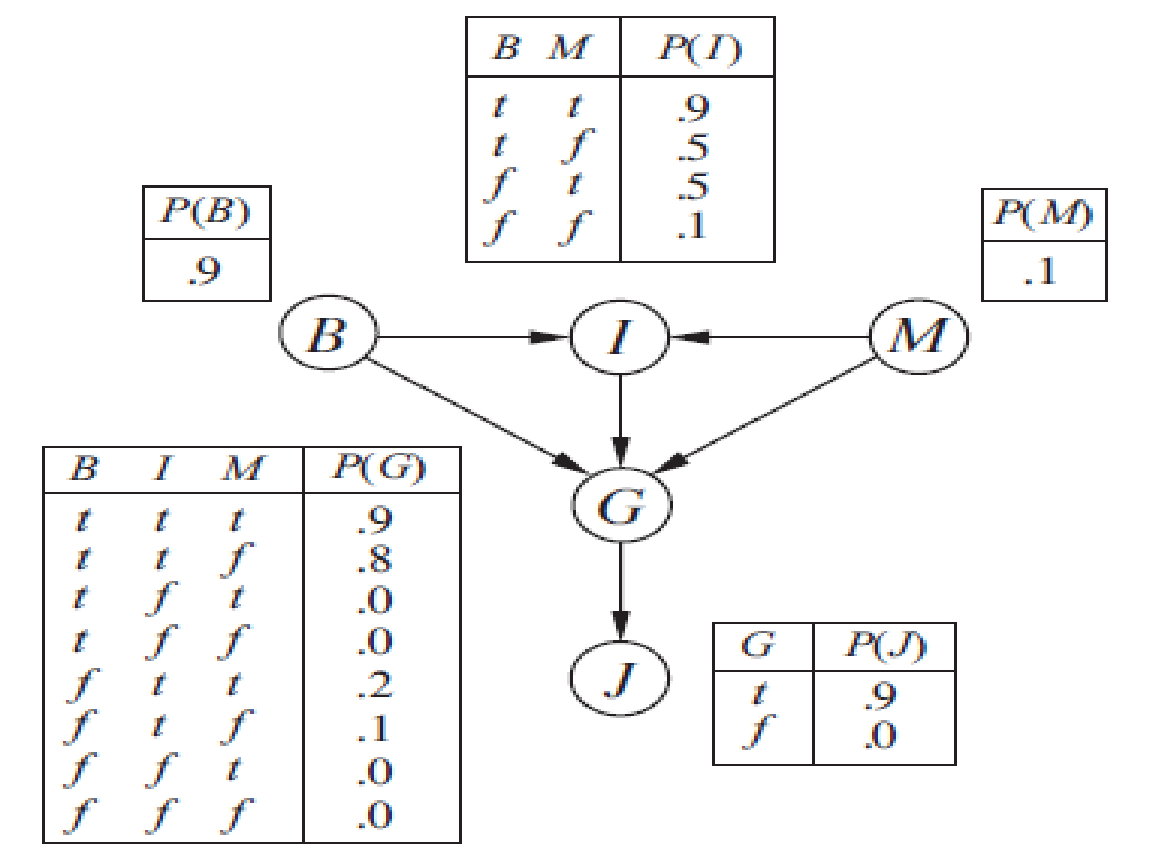 B M P(I)
t t .9
t f .5
f t .5
f f .1
P(B)
.9
P(M)
.1
B
I
M
B I M P(G)
t t t .9
t t f .8
t f t .0
t f f .0
f t t .2
f t f .1
f f t .0
f f f .0
G
J
G P(J)
t .9
f .0